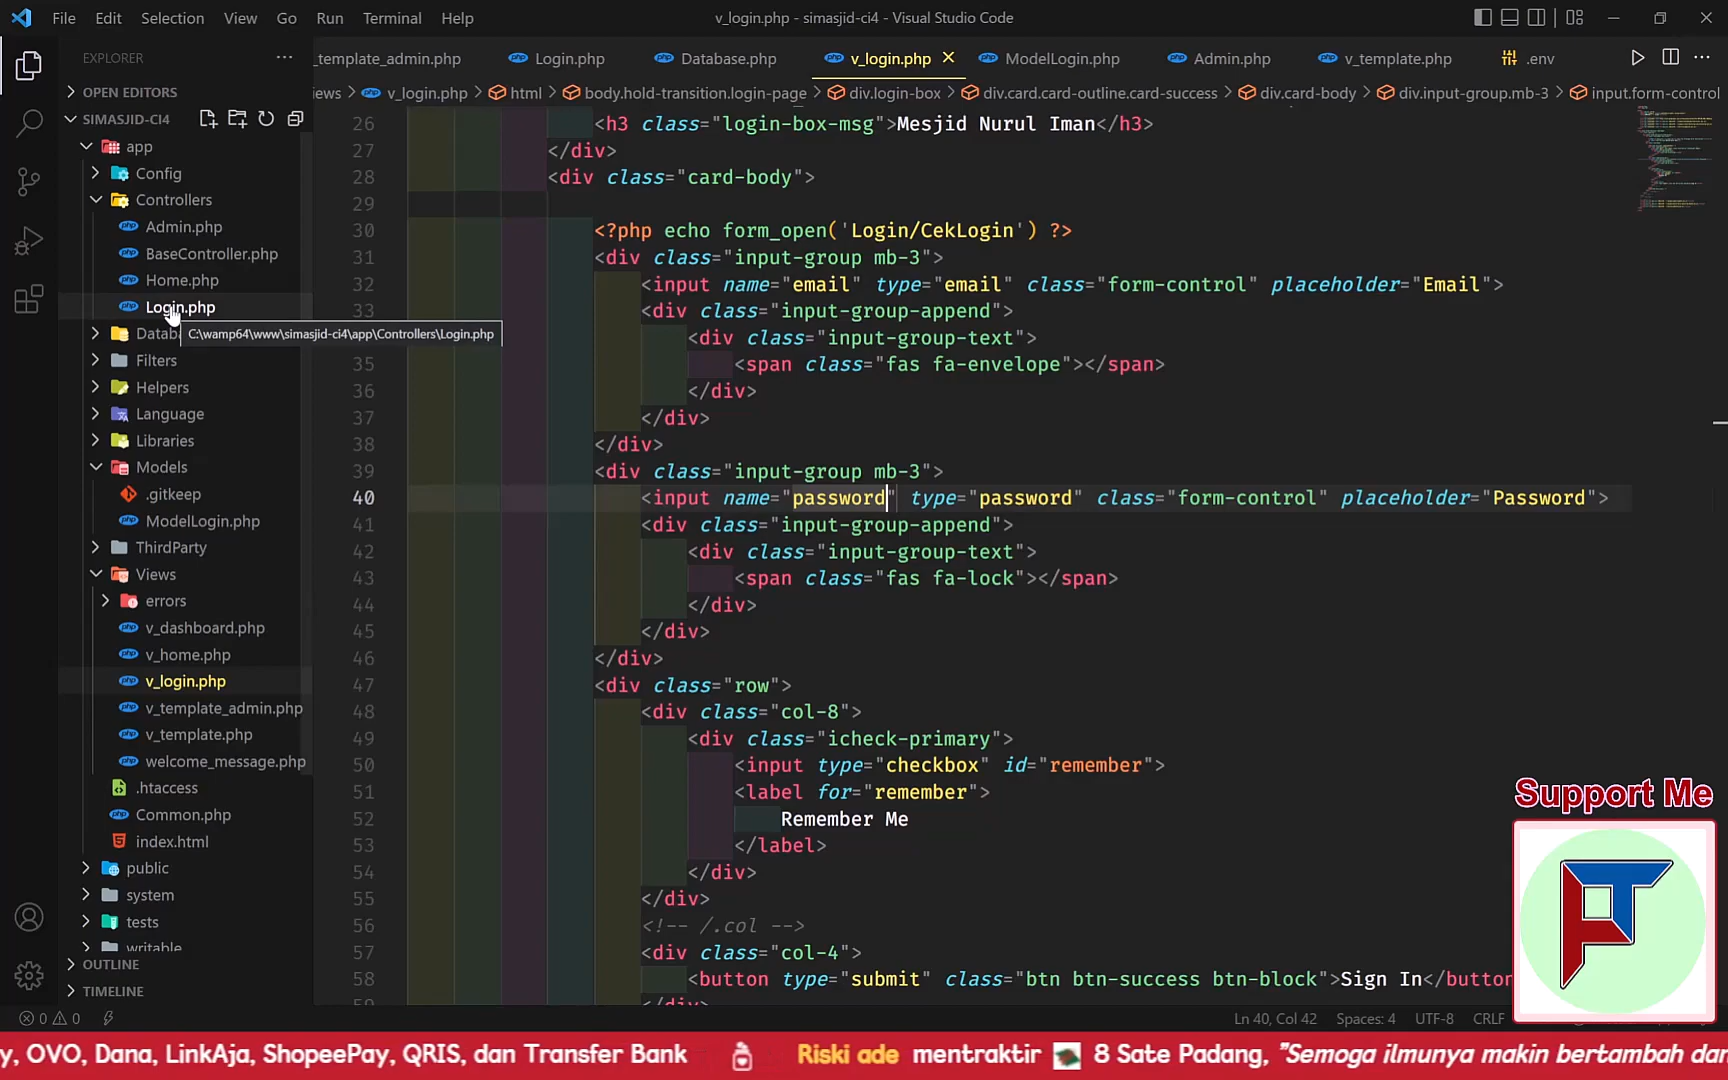 File Edit Selection View Go Run Terminal Help
v_login.php - simasjid-ci4 - Visual Studio Code
EXPLORER
_template_admin.php Login.php Database.php v_login.php ModelLogin.php Admin.php v_template.php .env
OPEN EDITORS
iews v_login.php html body.hold-transition.login-page div.login-box div.card.card-outline.card-success div.card-body div.input-group.mb-3 input.form-control
SIMASJID-CI4
app
Config
Controllers
Admin.php
BaseController.php
Home.php
Login.php
Databa
C:\wamp64\www\simasjid-ci4\app\Controllers\Login.php
Filters
Helpers
Language
Libraries
Models
.gitkeep
ModelLogin.php
ThirdParty
Views
errors
v_dashboard.php
v_home.php
v_login.php
v_template_admin.php
v_template.php
welcome_message.php
.htaccess
Common.php
index.html
public
system
tests
writable
OUTLINE
TIMELINE
26 <h3 class="login-box-msg">Mesjid Nurul Iman</h3>
27 </div>
28 <div class="card-body">
29
30 <?php echo form_open('Login/CekLogin') ?>
31 <div class="input-group mb-3">
32 <input name="email" type="email" class="form-control" placeholder="Email">
33 <div class="input-group-append">
<div class="input-group-text">
35 <span class="fas fa-envelope"></span>
36 </div>
37 </div>
38 </div>
39 <div class="input-group mb-3">
40 <input name="password" type="password" class="form-control" placeholder="Password">
41 <div class="input-group-append">
42 <div class="input-group-text">
43 <span class="fas fa-lock"></span>
44 </div>
45 </div>
46 </div>
47 <div class="row">
48 <div class="col-8">
49 <div class="icheck-primary">
50 <input type="checkbox" id="remember">
51 <label for="remember">
52 Remember Me
53 </label>
54 </div>
55 </div>
56 <!-- /.col -->
57 <div class="col-4">
58 <button type="submit" class="btn btn-success btn-block">Sign In</button
Support Me
0 0
Ln 40, Col 42 Spaces: 4 UTF-8 CRLF
y, OVO, Dana, LinkAja, ShopeePay, QRIS, dan Transfer Bank Riski ade mentraktir 8 Sate Padang, "Semoga ilmunya makin bertambah dan